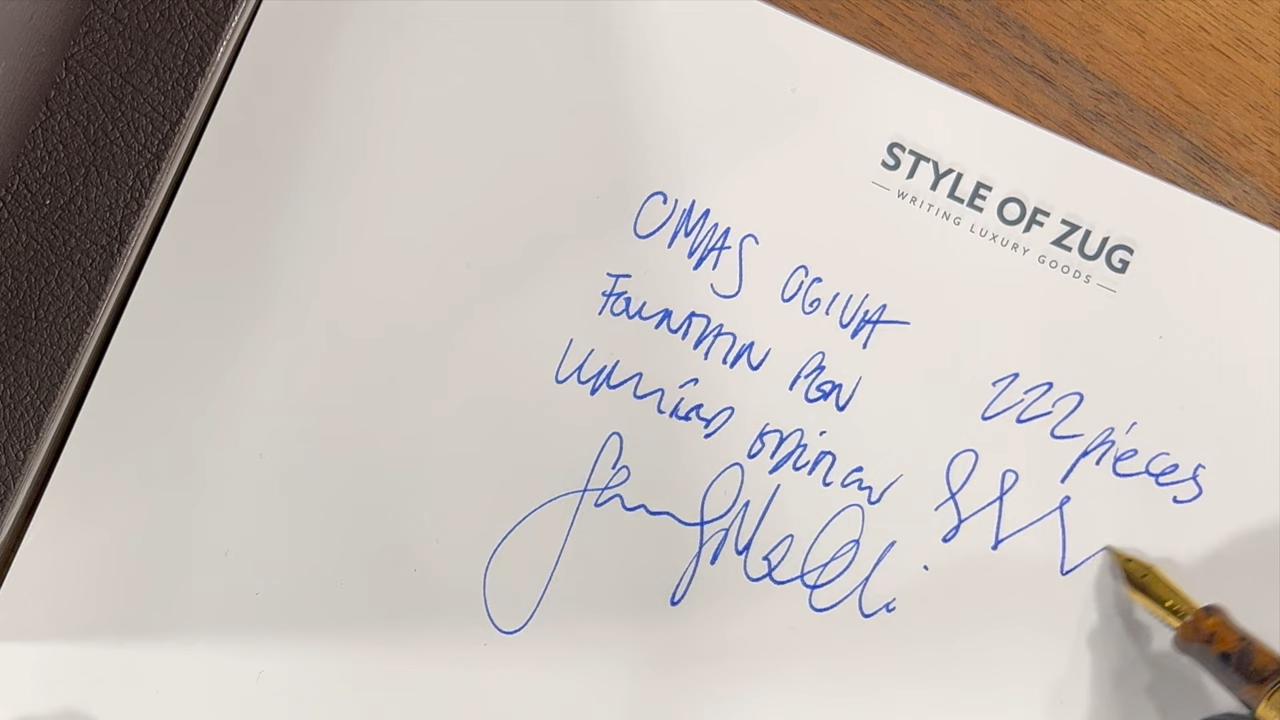 STYLE OF ZUG
WRITING LUXURY GOODS
OMAS OGIVA
FOUNTAIN PEN
222 pieces